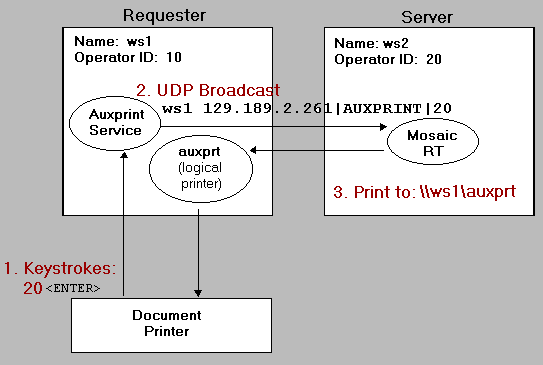 Requester
Server
Name: ws1
Operator ID: 10
Name: ws2
Operator ID: 20
2. UDP Broadcast
ws1 129.189.2.261|AUXPRINT|20
Auxprint
Service
auxprt
(logical
printer)
Mosaic
RT
3. Print to: \\ws1\auxprt
1. Keystrokes:
20 <ENTER>
Document
Printer